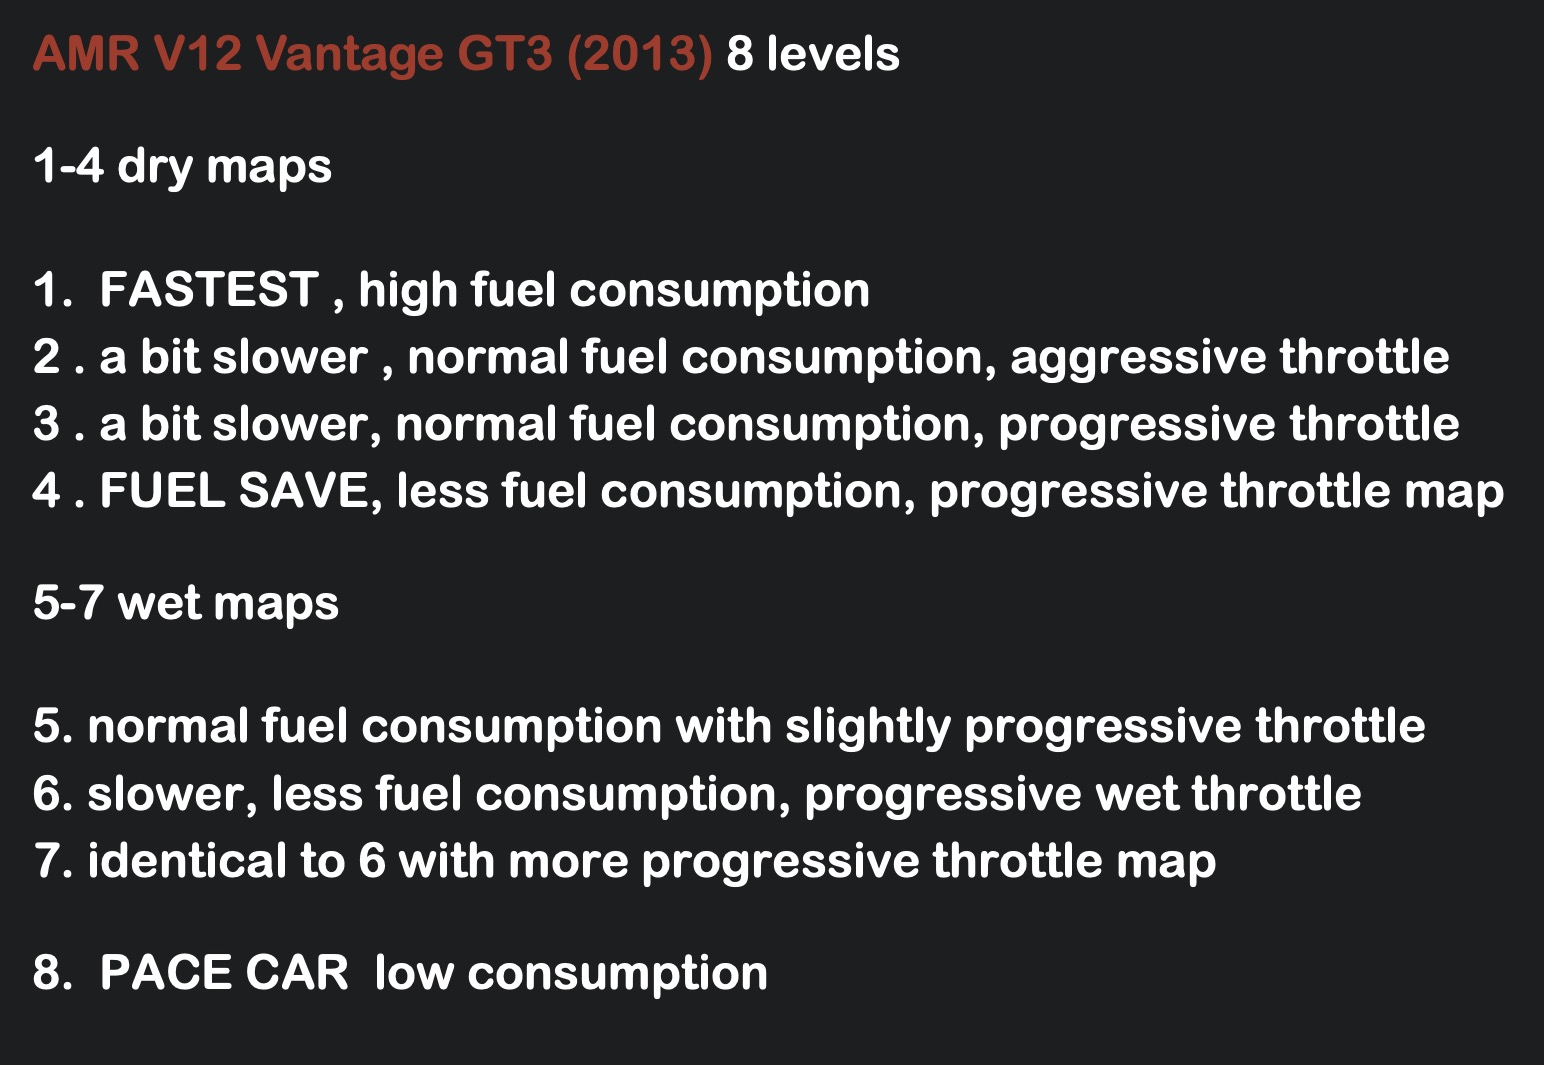 AMR V12 Vantage GT3 (2013) 8 levels
1-4 dry maps
1.  FASTEST , high fuel consumption
2 . a bit slower , normal fuel consumption, aggressive throttle
3 . a bit slower, normal fuel consumption, progressive throttle
4 . FUEL SAVE, less fuel consumption, progressive throttle map
5-7 wet maps
5. normal fuel consumption with slightly progressive throttle
6. slower, less fuel consumption, progressive wet throttle
7. identical to 6 with more progressive throttle map
8.  PACE CAR  low consumption